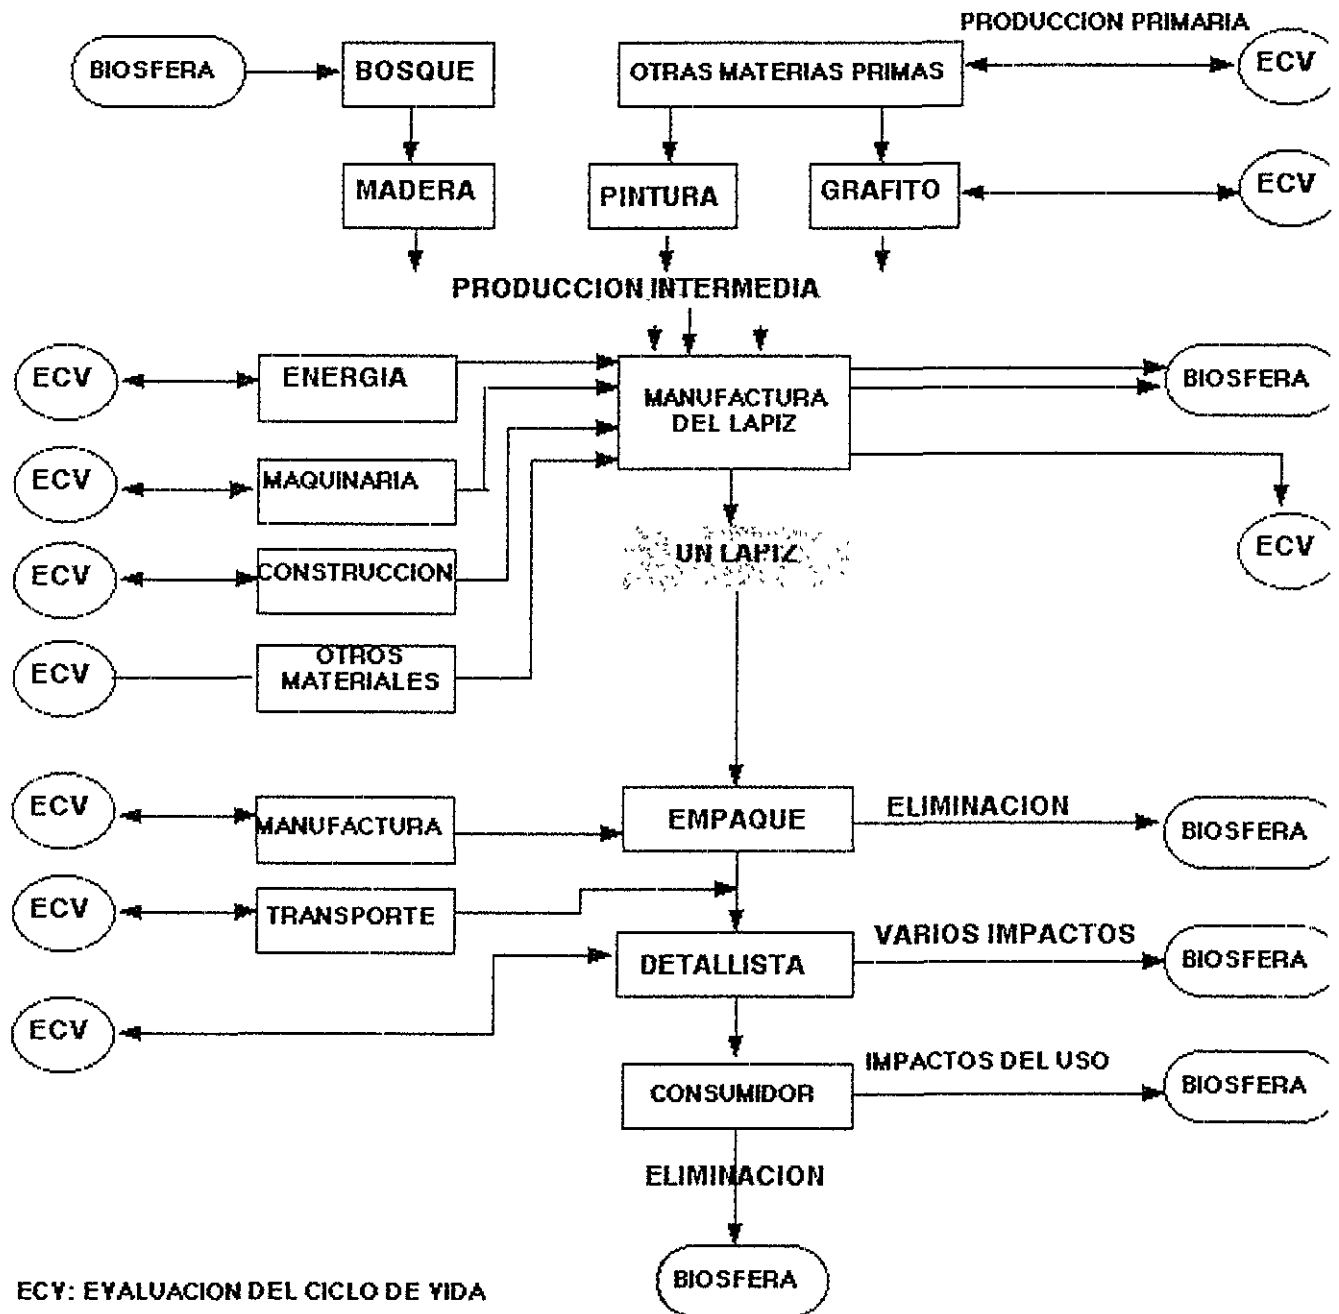 PRODUCCION PRIMARIA
BIOSFERA
BOSQUE
OTRAS MATERIAS PRIMAS
ECV
MADERA
PINTURA
GRAFITO
ECV
PRODUCCION INTERMEDIA
ECV
ENERGIA
MANUFACTURA
DEL LAPIZ
BIOSFERA
ECV
MAQUINARIA
ECV
CONSTRUCCION
UN LAPIZ
ECV
ECV
OTROS
MATERIALES
ECV
MANUFACTURA
EMPAQUE
ELIMINACION
BIOSFERA
ECV
TRANSPORTE
DETALLISTA
VARIOS IMPACTOS
BIOSFERA
ECV
CONSUMIDOR
IMPACTOS DEL USO
BIOSFERA
ELIMINACION
BIOSFERA
ECV: EVALUACION DEL CICLO DE VIDA